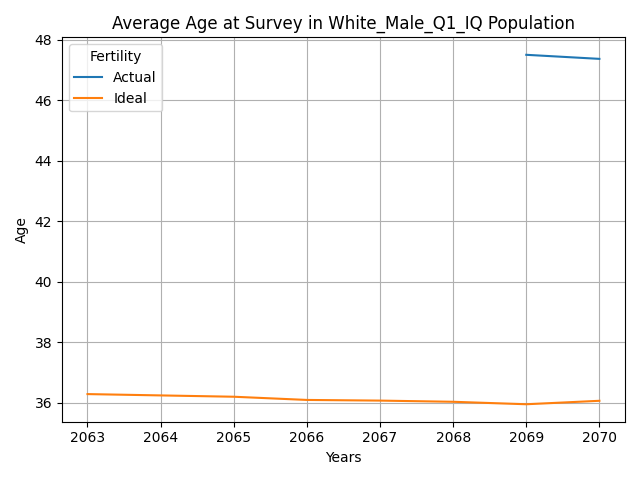 Average Age at Survey in White_Male_Q1_IQ Population
Fertility
Actual
Ideal
48
46
44
42
40
38
36
Age
2063 2064 2065 2066 2067 2068 2069 2070
Years